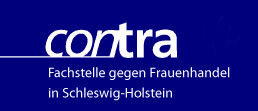 contra
Fachstelle gegen Frauenhandel
in Schleswig-Holstein